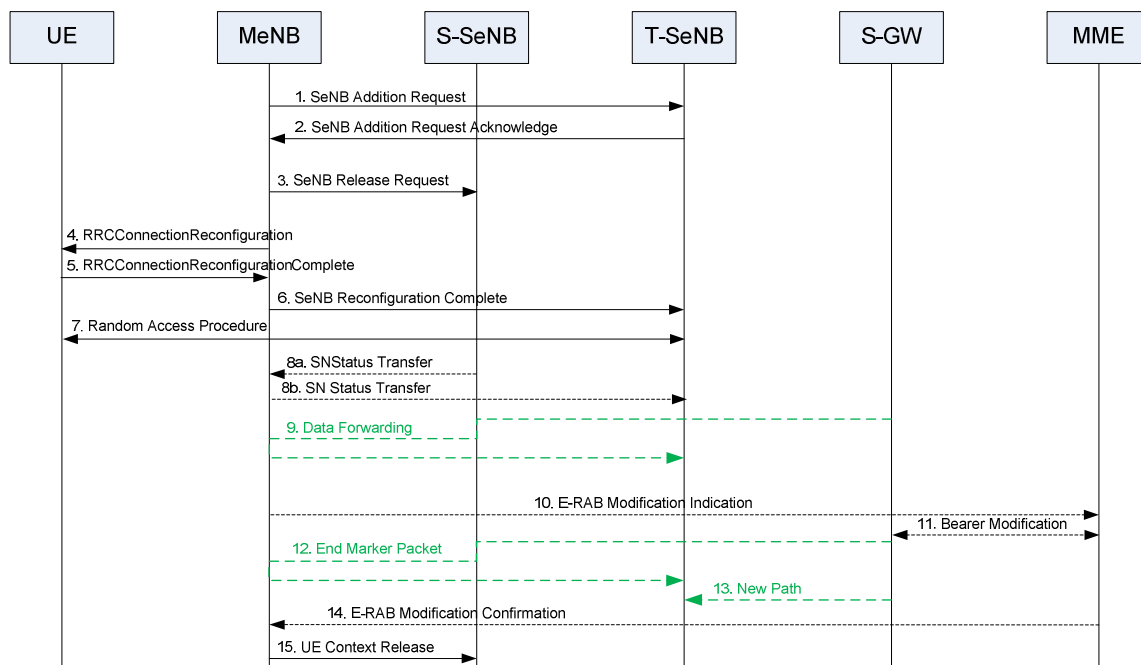 UE MeNB S-SeNB T-SeNB S-GW MME
1. SeNB Addition Request
2. SeNB Addition Request Acknowledge
3. SeNB Release Request
4. RRCConnectionReconfiguration
5. RRCConnectionReconfigurationComplete
6. SeNB Reconfiguration Complete
7. Random Access Procedure
8a. SNStatus Transfer
8b. SN Status Transfer
9. Data Forwarding
10. E-RAB Modification Indication
11. Bearer Modification
12. End Marker Packet
13. New Path
14. E-RAB Modification Confirmation
15. UE Context Release